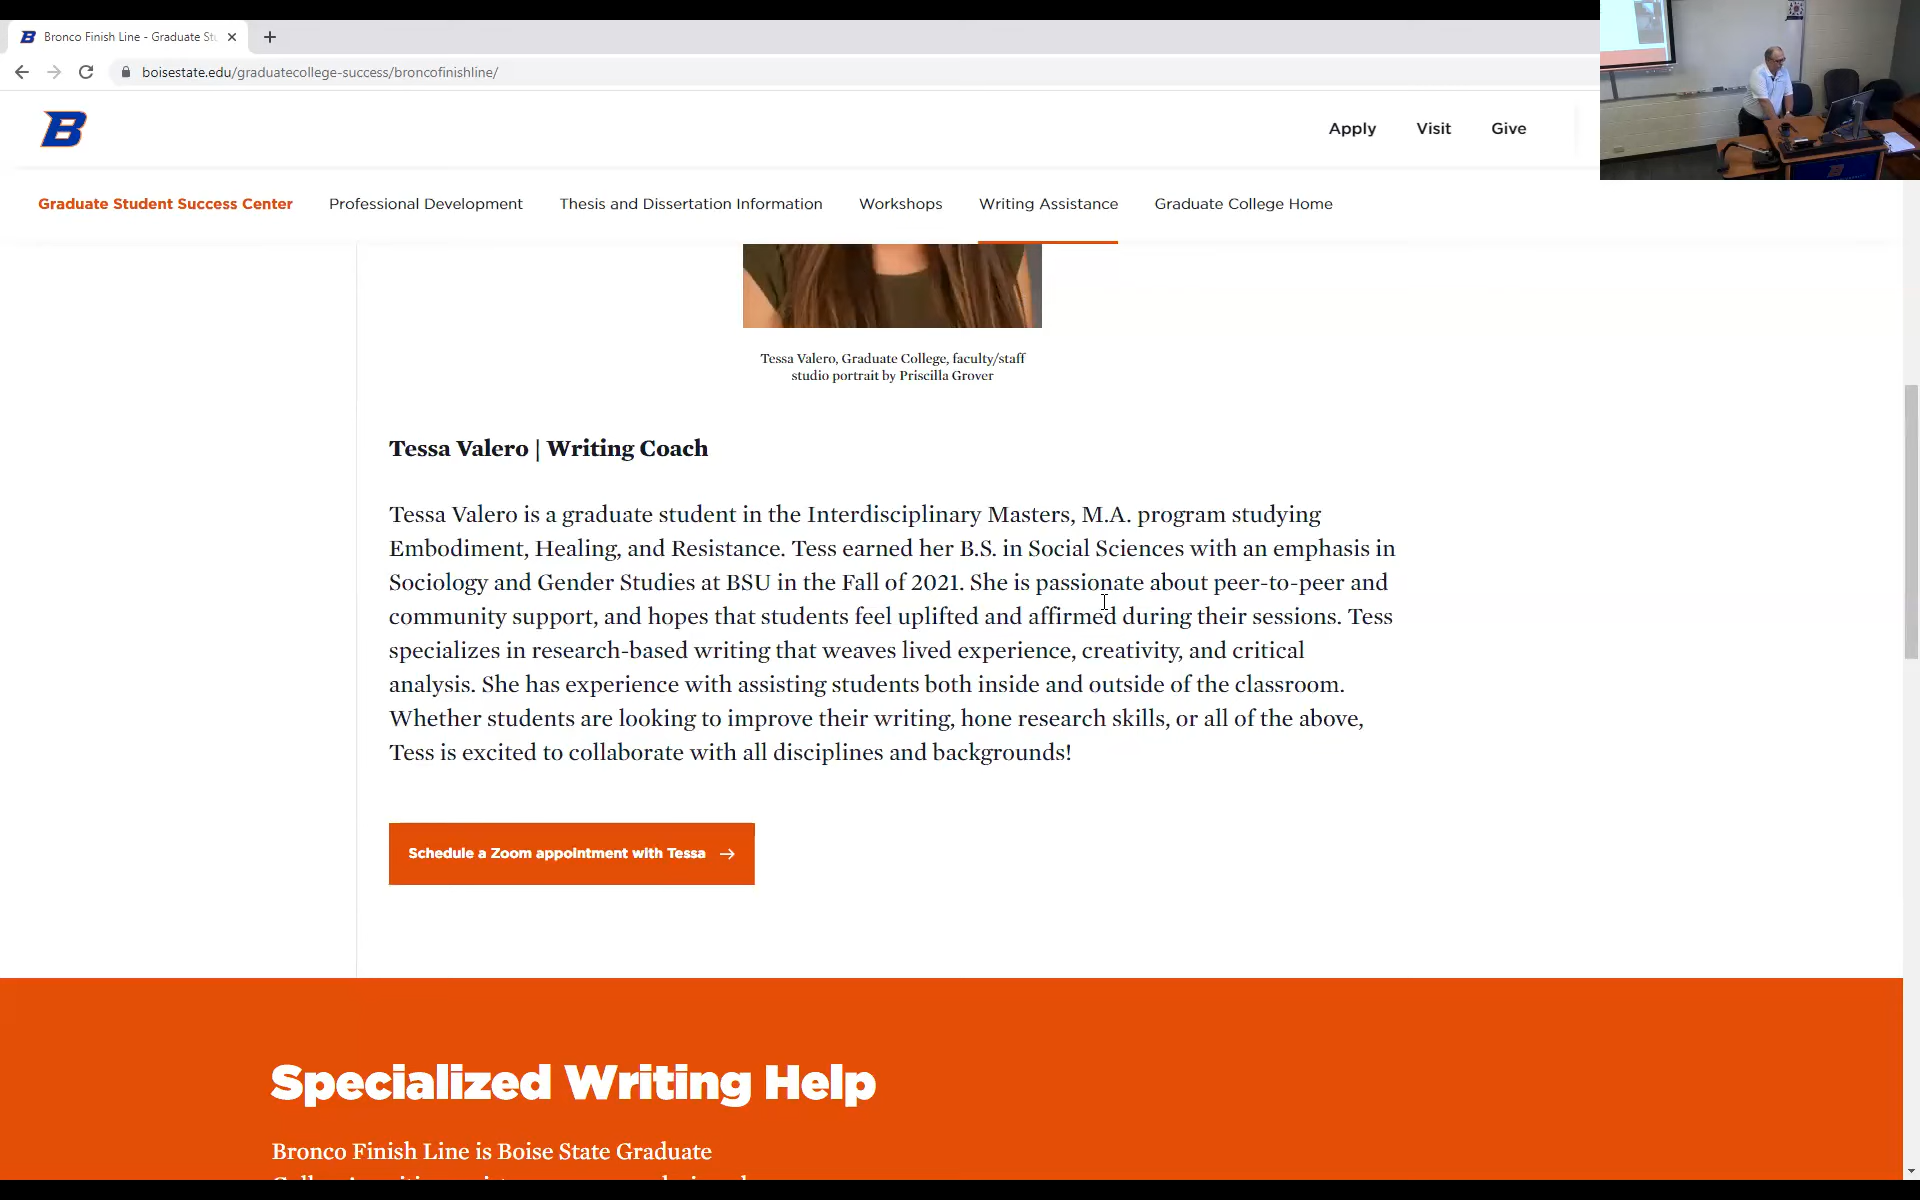 Bronco Finish Line - Graduate Stu
boisestate.edu/graduatecollege-success/broncofinishline/
B
Apply Visit Give
Graduate Student Success Center Professional Development Thesis and Dissertation Information Workshops Writing Assistance Graduate College Home
Tessa Valero, Graduate College, faculty/staff
studio portrait by Priscilla Grover
Tessa Valero | Writing Coach
Tessa Valero is a graduate student in the Interdisciplinary Masters, M.A. program studying
Embodiment, Healing, and Resistance. Tess earned her B.S. in Social Sciences with an emphasis in
Sociology and Gender Studies at BSU in the Fall of 2021. She is passionate about peer-to-peer and
community support, and hopes that students feel uplifted and affirmed during their sessions. Tess
specializes in research-based writing that weaves lived experience, creativity, and critical
analysis. She has experience with assisting students both inside and outside of the classroom.
Whether students are looking to improve their writing, hone research skills, or all of the above,
Tess is excited to collaborate with all disciplines and backgrounds!
Schedule a Zoom appointment with Tessa →
Specialized Writing Help
Bronco Finish Line is Boise State Graduate